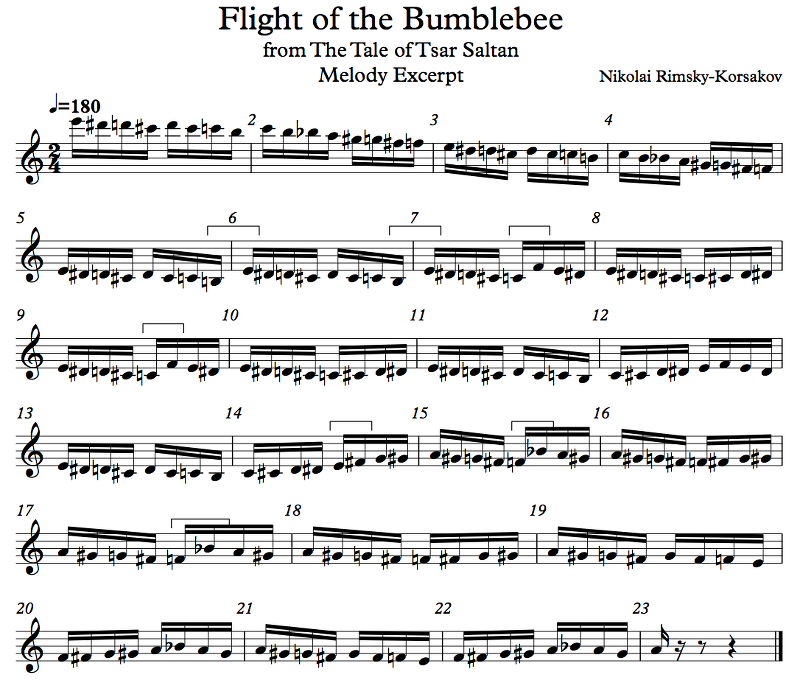 Flight of the Bumblebee
from The Tale of Tsar Saltan
Melody Excerpt
Nikolai Rimsky-Korsakov
♩=180
2 3 4
2
4
5 6 7 8
9 10 11 12
13 14 15 16
17 18 19
20 21 22 23